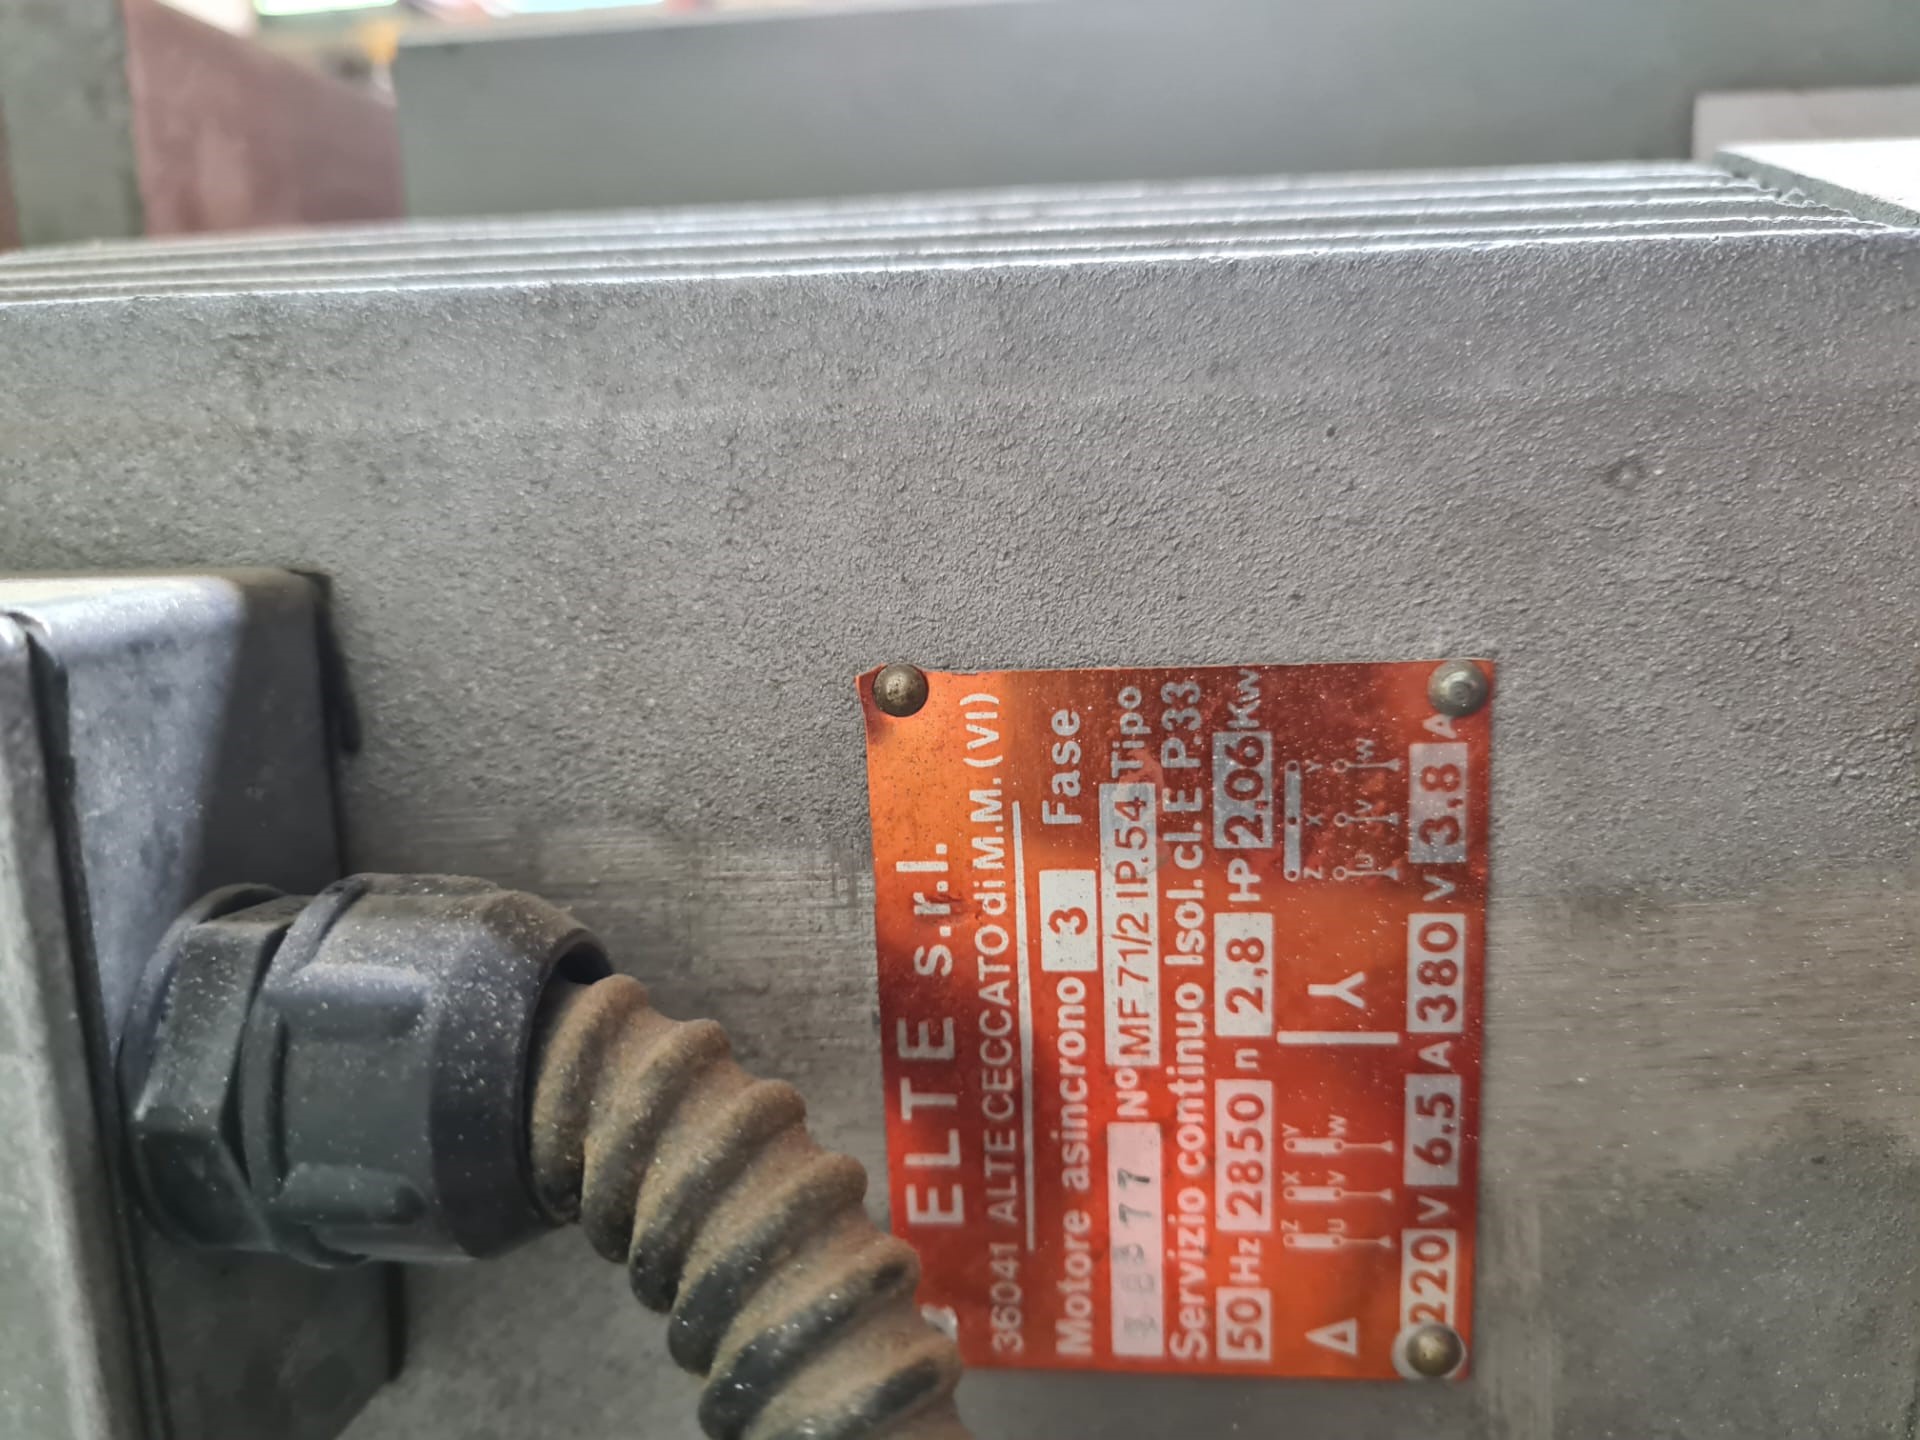 ELTE s.r.l.
36041 ALTE CECCATO di M.M. (VI)
Motore asincrono 3 Fase
77 N° MF 71/2 IP.54 Tipo
Servizio continuo Isol. cl. E P.33
50 Hz 2850 n 2,8 HP 2,06 Kw
Z X Y Z X Y
U V W U V W
Δ Y
220 V 6,5 A 380 V 3,8 A